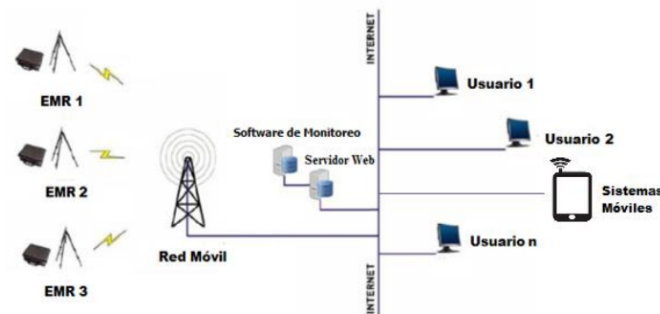 INTERNET
EMR 1
EMR 2
EMR 3
Red Móvil
Software de Monitoreo
Servidor Web
Usuario 1
Usuario 2
Sistemas
Móviles
Usuario n
INTERNET